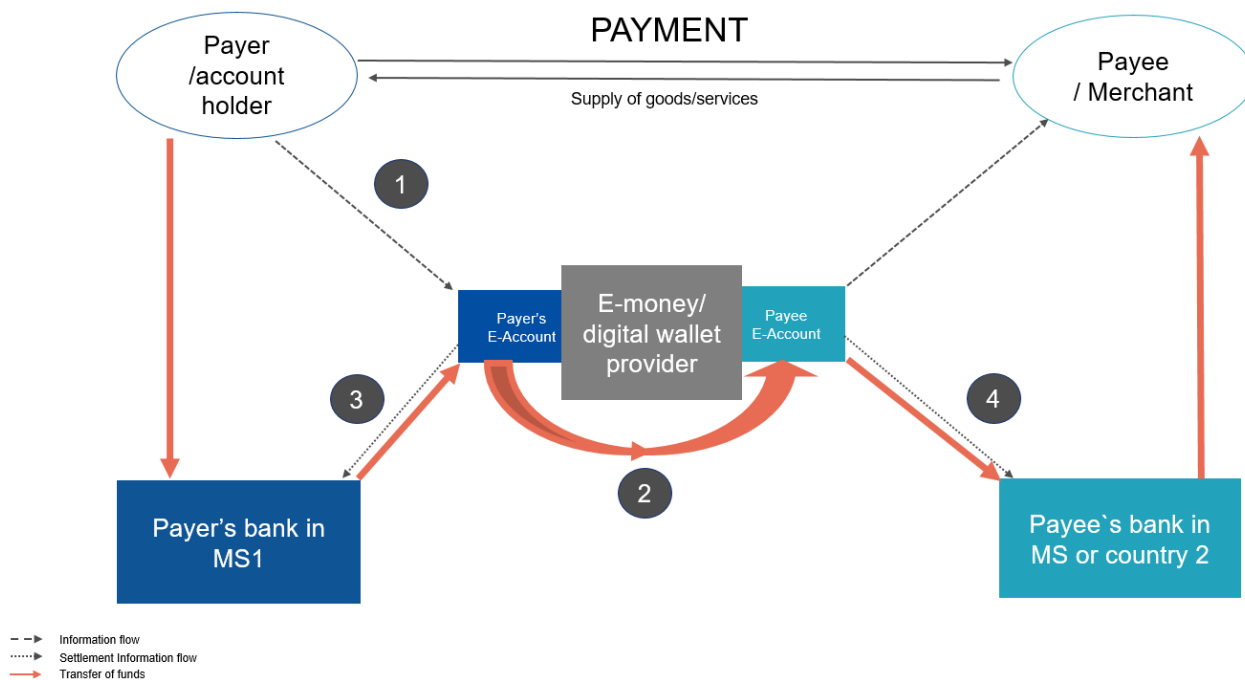 PAYMENT
Payer
/account
holder
Payee
/ Merchant
Supply of goods/services
1
Payer's
E-Account
E-money/
digital wallet
provider
Payee
E-Account
3
4
2
Payer’s bank in
MS1
Payee`s bank in
MS or country 2
Information flow
Settlement Information flow
Transfer of funds